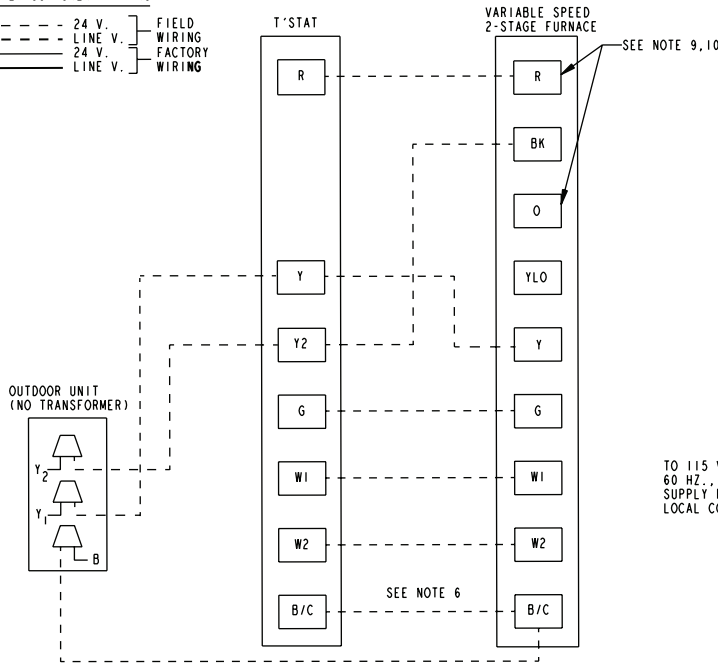 24 V.
LINE V.
FIELD
WIRING
24 V.
LINE V.
FACTORY
WIRING
T'STAT
VARIABLE SPEED
2-STAGE FURNACE
SEE NOTE 9,10
R
R
BK
O
YLO
Y
Y
Y2
G
G
W1
W1
W2
W2
B/C
SEE NOTE 6
B/C
OUTDOOR UNIT
(NO TRANSFORMER)
Y2
Y1
B
TO 115 V
60 HZ.,
SUPPLY
LOCAL